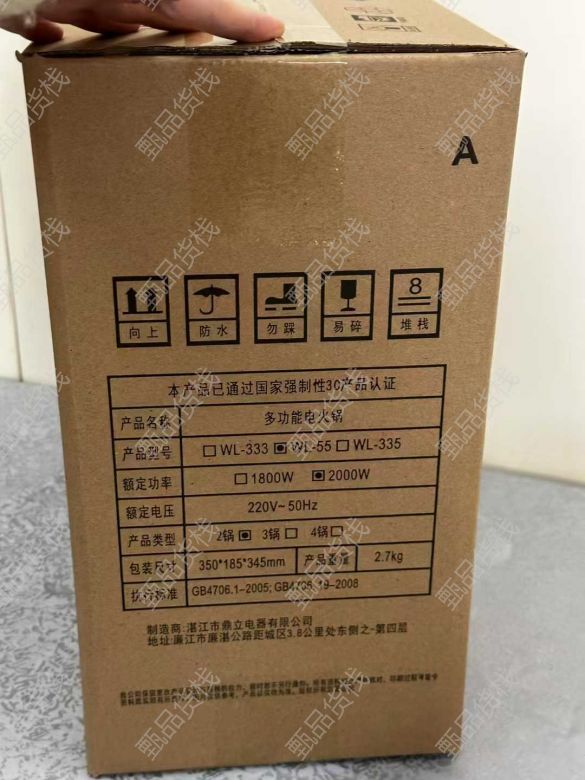 A
8
向上 防水 勿踩 易碎 堆栈
本产品已通过国家强制性3C产品认证
产品名称 多功能电火锅
产品型号 □WL-333 ■WL-55 □WL-335
额定功率 □1800W ■2000W
额定电压 220V~50Hz
产品类型 2锅■ 3锅□ 4锅□
包装尺寸 350*185*345mm 产品重量 2.7kg
执行标准 GB4706.1-2005; GB4706.19-2008
制造商:湛江市鼎立电器有限公司
地址:廉江市廉湛公路距城区3.8公里处东侧之-第四层
甄品货栈